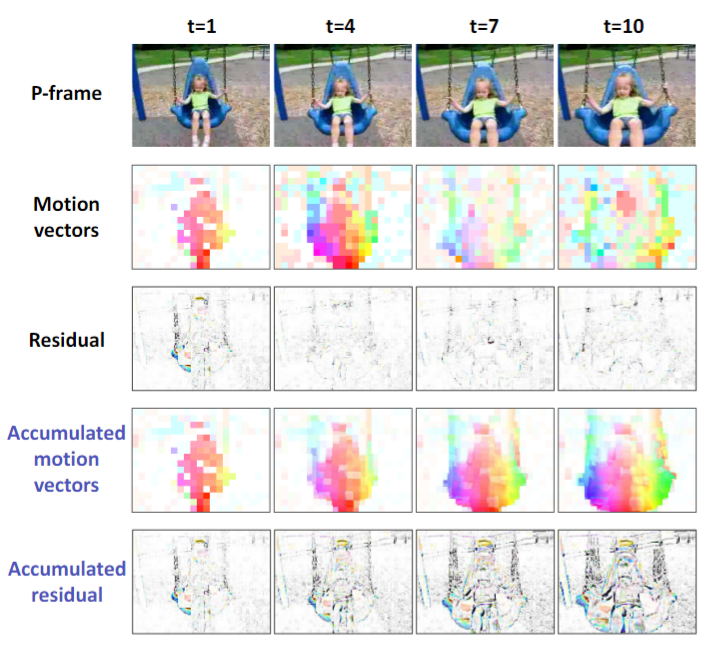 t=1 t=4 t=7 t=10
P-frame
Motion
vectors
Residual
Accumulated
motion
vectors
Accumulated
residual